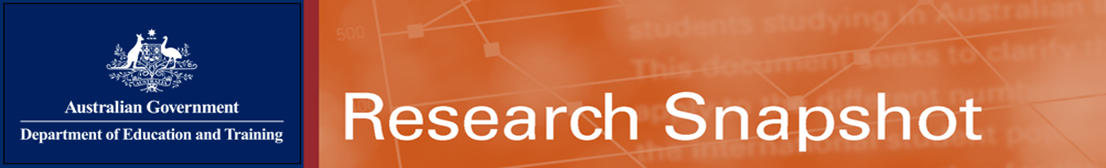 Australian Government
Department of Education and Training
500
students studying in Australian
This document seeks to clarify th
Research Snapshot